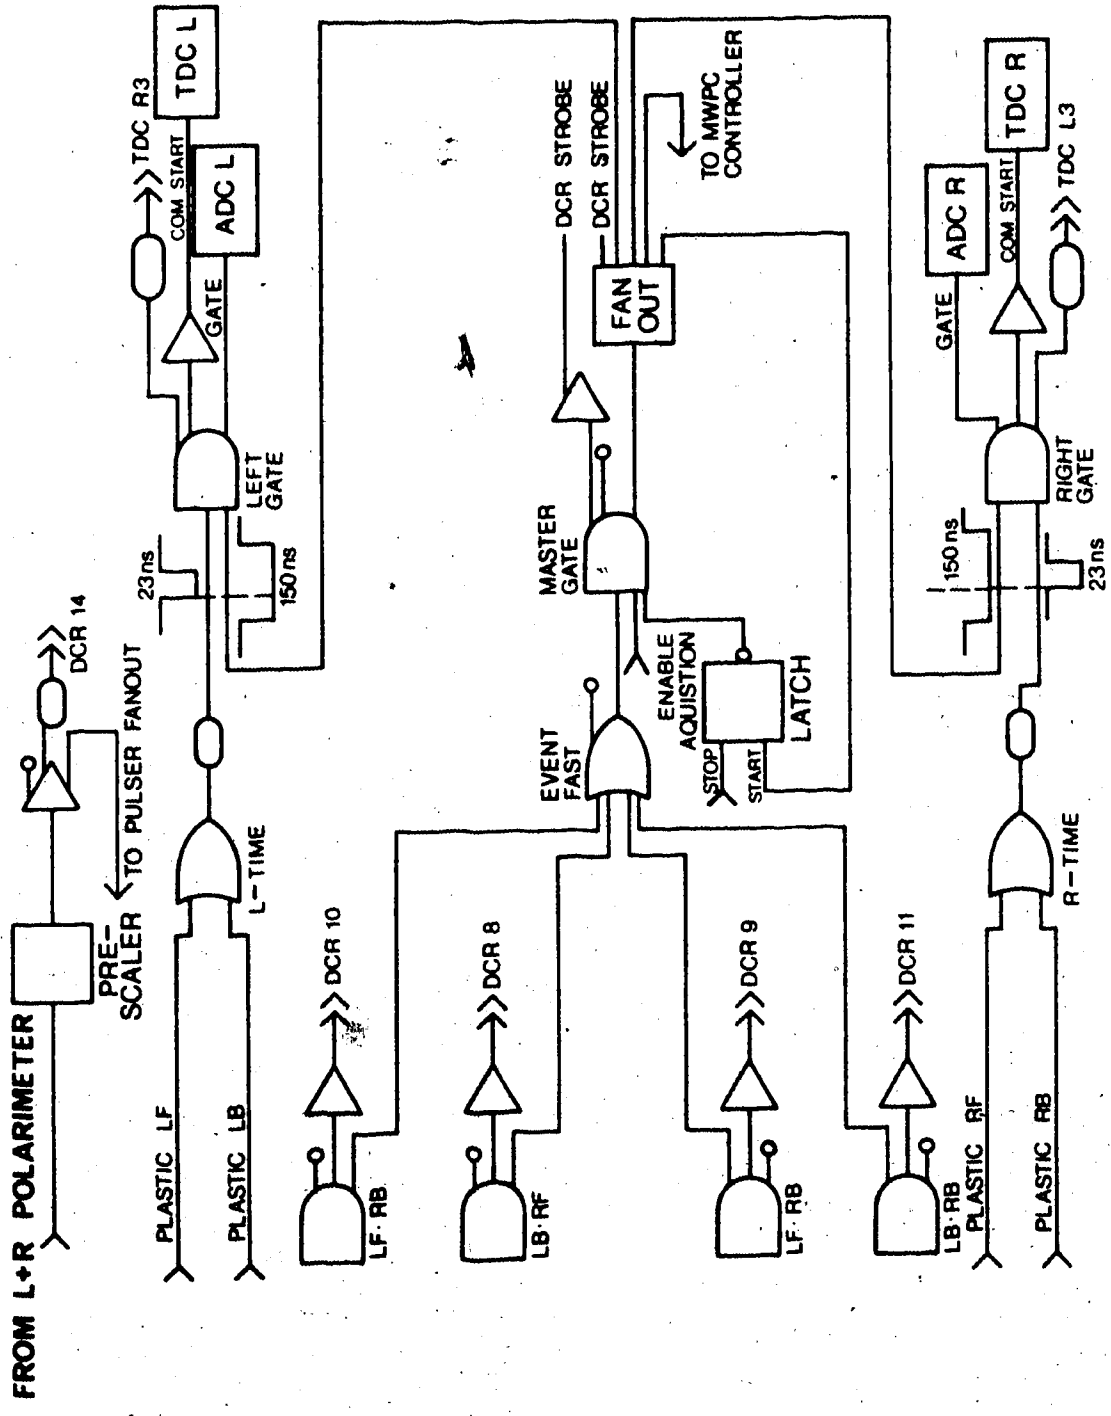 FROM L+R POLARIMETER
PRE-
SCALER
TO PULSER FANOUT
DCR 14
PLASTIC LF
PLASTIC LB
L-TIME
23ns
150ns
LEFT
GATE
TDC R3
COM START
TDC L
GATE
ADC L
LF·RB
DCR 10
LB·RF
DCR 8
LF·RB
DCR 9
LB·RB
DCR 11
EVENT
FAST
ENABLE
AQUISTION
STOP
START
LATCH
MASTER
GATE
FAN
OUT
DCR STROBE
DCR STROBE
TO MWPC
CONTROLLER
PLASTIC RF
PLASTIC RB
R-TIME
150ns
23ns
RIGHT
GATE
GATE
ADC R
COM START
TDC R
TDC L3